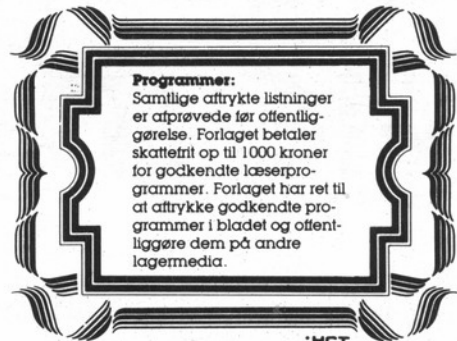 Programmer:
Samtlige aftrykte listninger
er afprøvede før offentlig-
gørelse. Forlaget betaler
skattefrit op til 1000 kroner
for godkendte læserpro-
grammer. Forlaget har ret til
at aftrykke godkendte pro-
grammer i bladet og offent-
liggøre dem på andre
lagermedia.